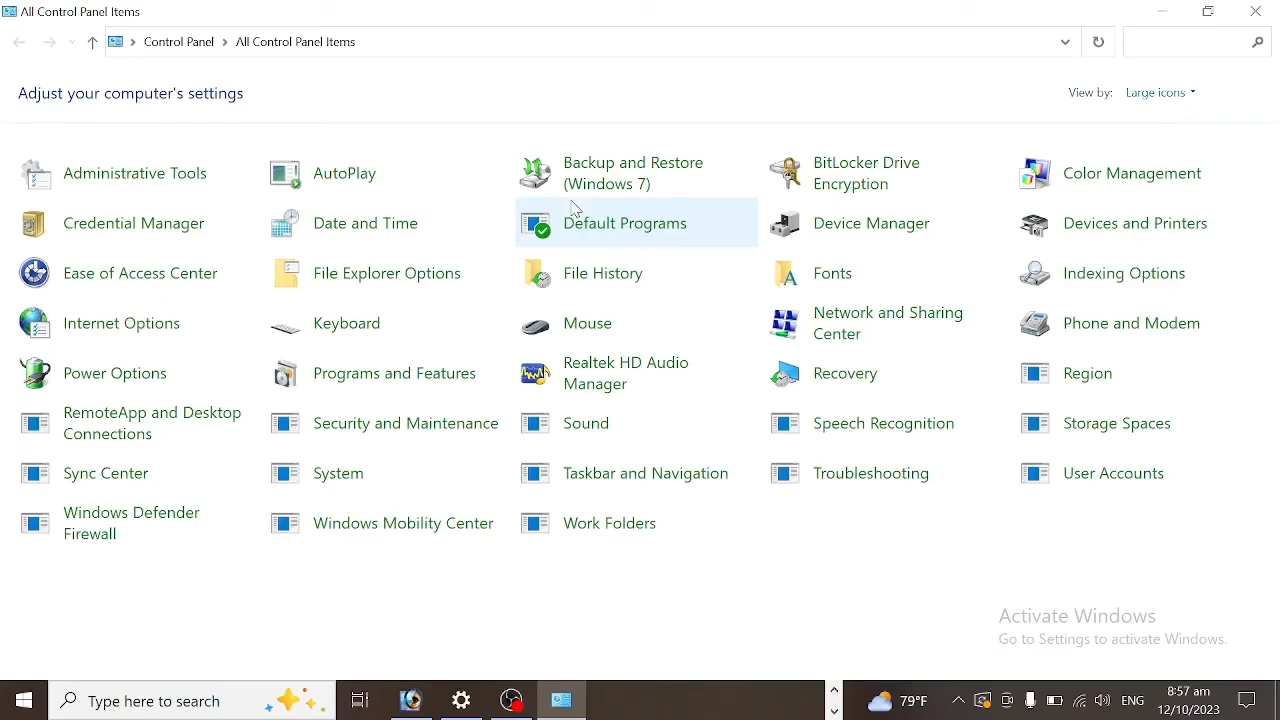 All Control Panel Items
Control Panel
All Control Panel Items
Adjust your computer's settings
View by:
Large icons
Administrative Tools
AutoPlay
Backup and Restore
(Windows 7)
BitLocker Drive
Encryption
Color Management
Credential Manager
Date and Time
Default Programs
Device Manager
Devices and Printers
Ease of Access Center
File Explorer Options
File History
Fonts
Indexing Options
Internet Options
Keyboard
Mouse
Network and Sharing
Center
Phone and Modem
Power Options
Programs and Features
Realtek HD Audio
Manager
Recovery
Region
RemoteApp and Desktop
Connections
Security and Maintenance
Sound
Speech Recognition
Storage Spaces
Sync Center
System
Taskbar and Navigation
Troubleshooting
User Accounts
Windows Defender
Firewall
Windows Mobility Center
Work Folders
Activate Windows
Go to Settings to activate Windows.
Type here to search
79°F
ENG
8:57 am
12/10/2023